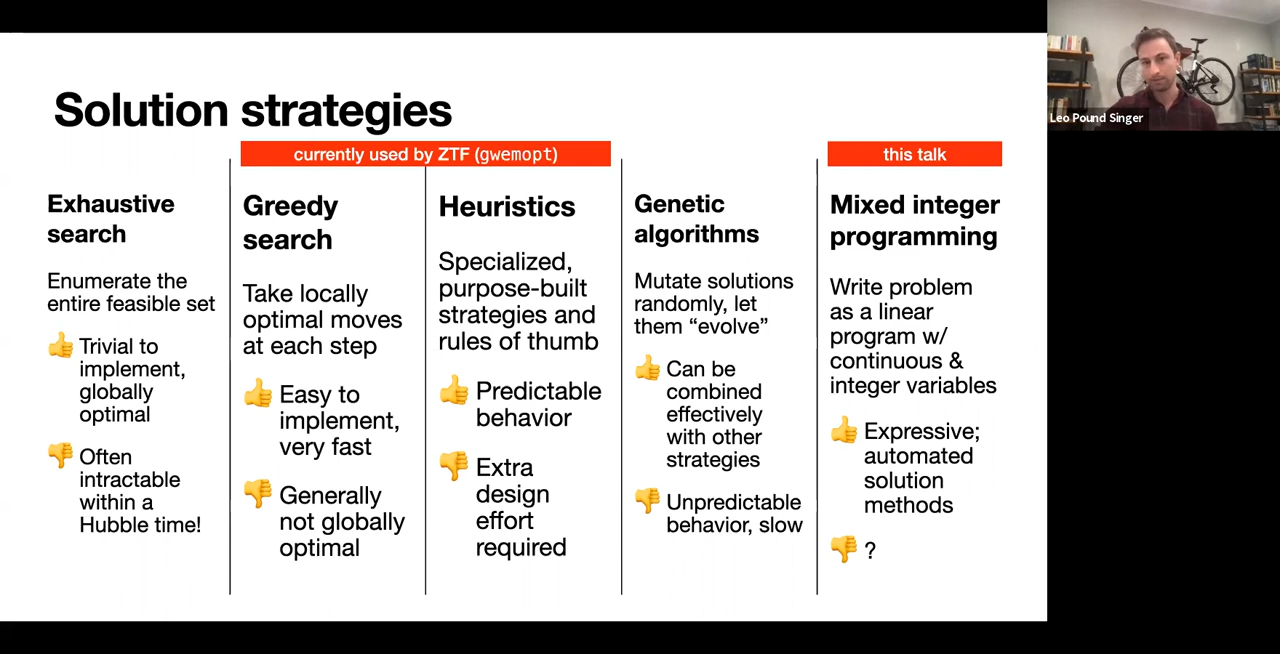 Solution strategies
currently used by ZTF (gwemopt)
this talk
Exhaustive
search
Enumerate the
entire feasible set
👍 Trivial to
implement,
globally
optimal
👎 Often
intractable
within a
Hubble time!
Greedy
search
Take locally
optimal moves
at each step
👍 Easy to
implement,
very fast
👎 Generally
not globally
optimal
Heuristics
Specialized,
purpose-built
strategies and
rules of thumb
👍 Predictable
behavior
👎 Extra
design
effort
required
Genetic
algorithms
Mutate solutions
randomly, let
them “evolve”
👍 Can be
combined
effectively
with other
strategies
👎 Unpredictable
behavior, slow
Mixed integer
programming
Write problem
as a linear
program w/
continuous &
integer variables
👍 Expressive;
automated
solution
methods
👎 ?
Leo Pound Singer